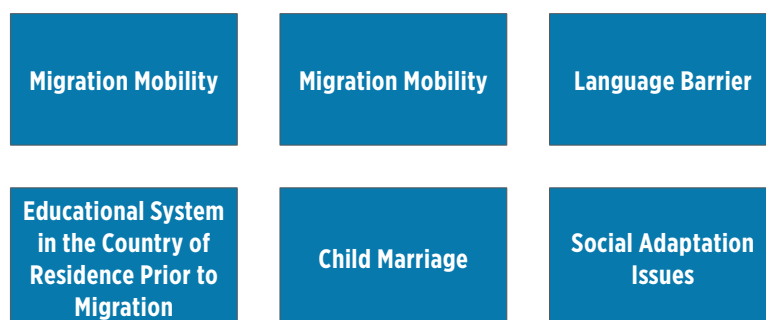 Migration Mobility
Migration Mobility
Language Barrier
Educational System
in the Country of
Residence Prior to
Migration
Child Marriage
Social Adaptation
Issues